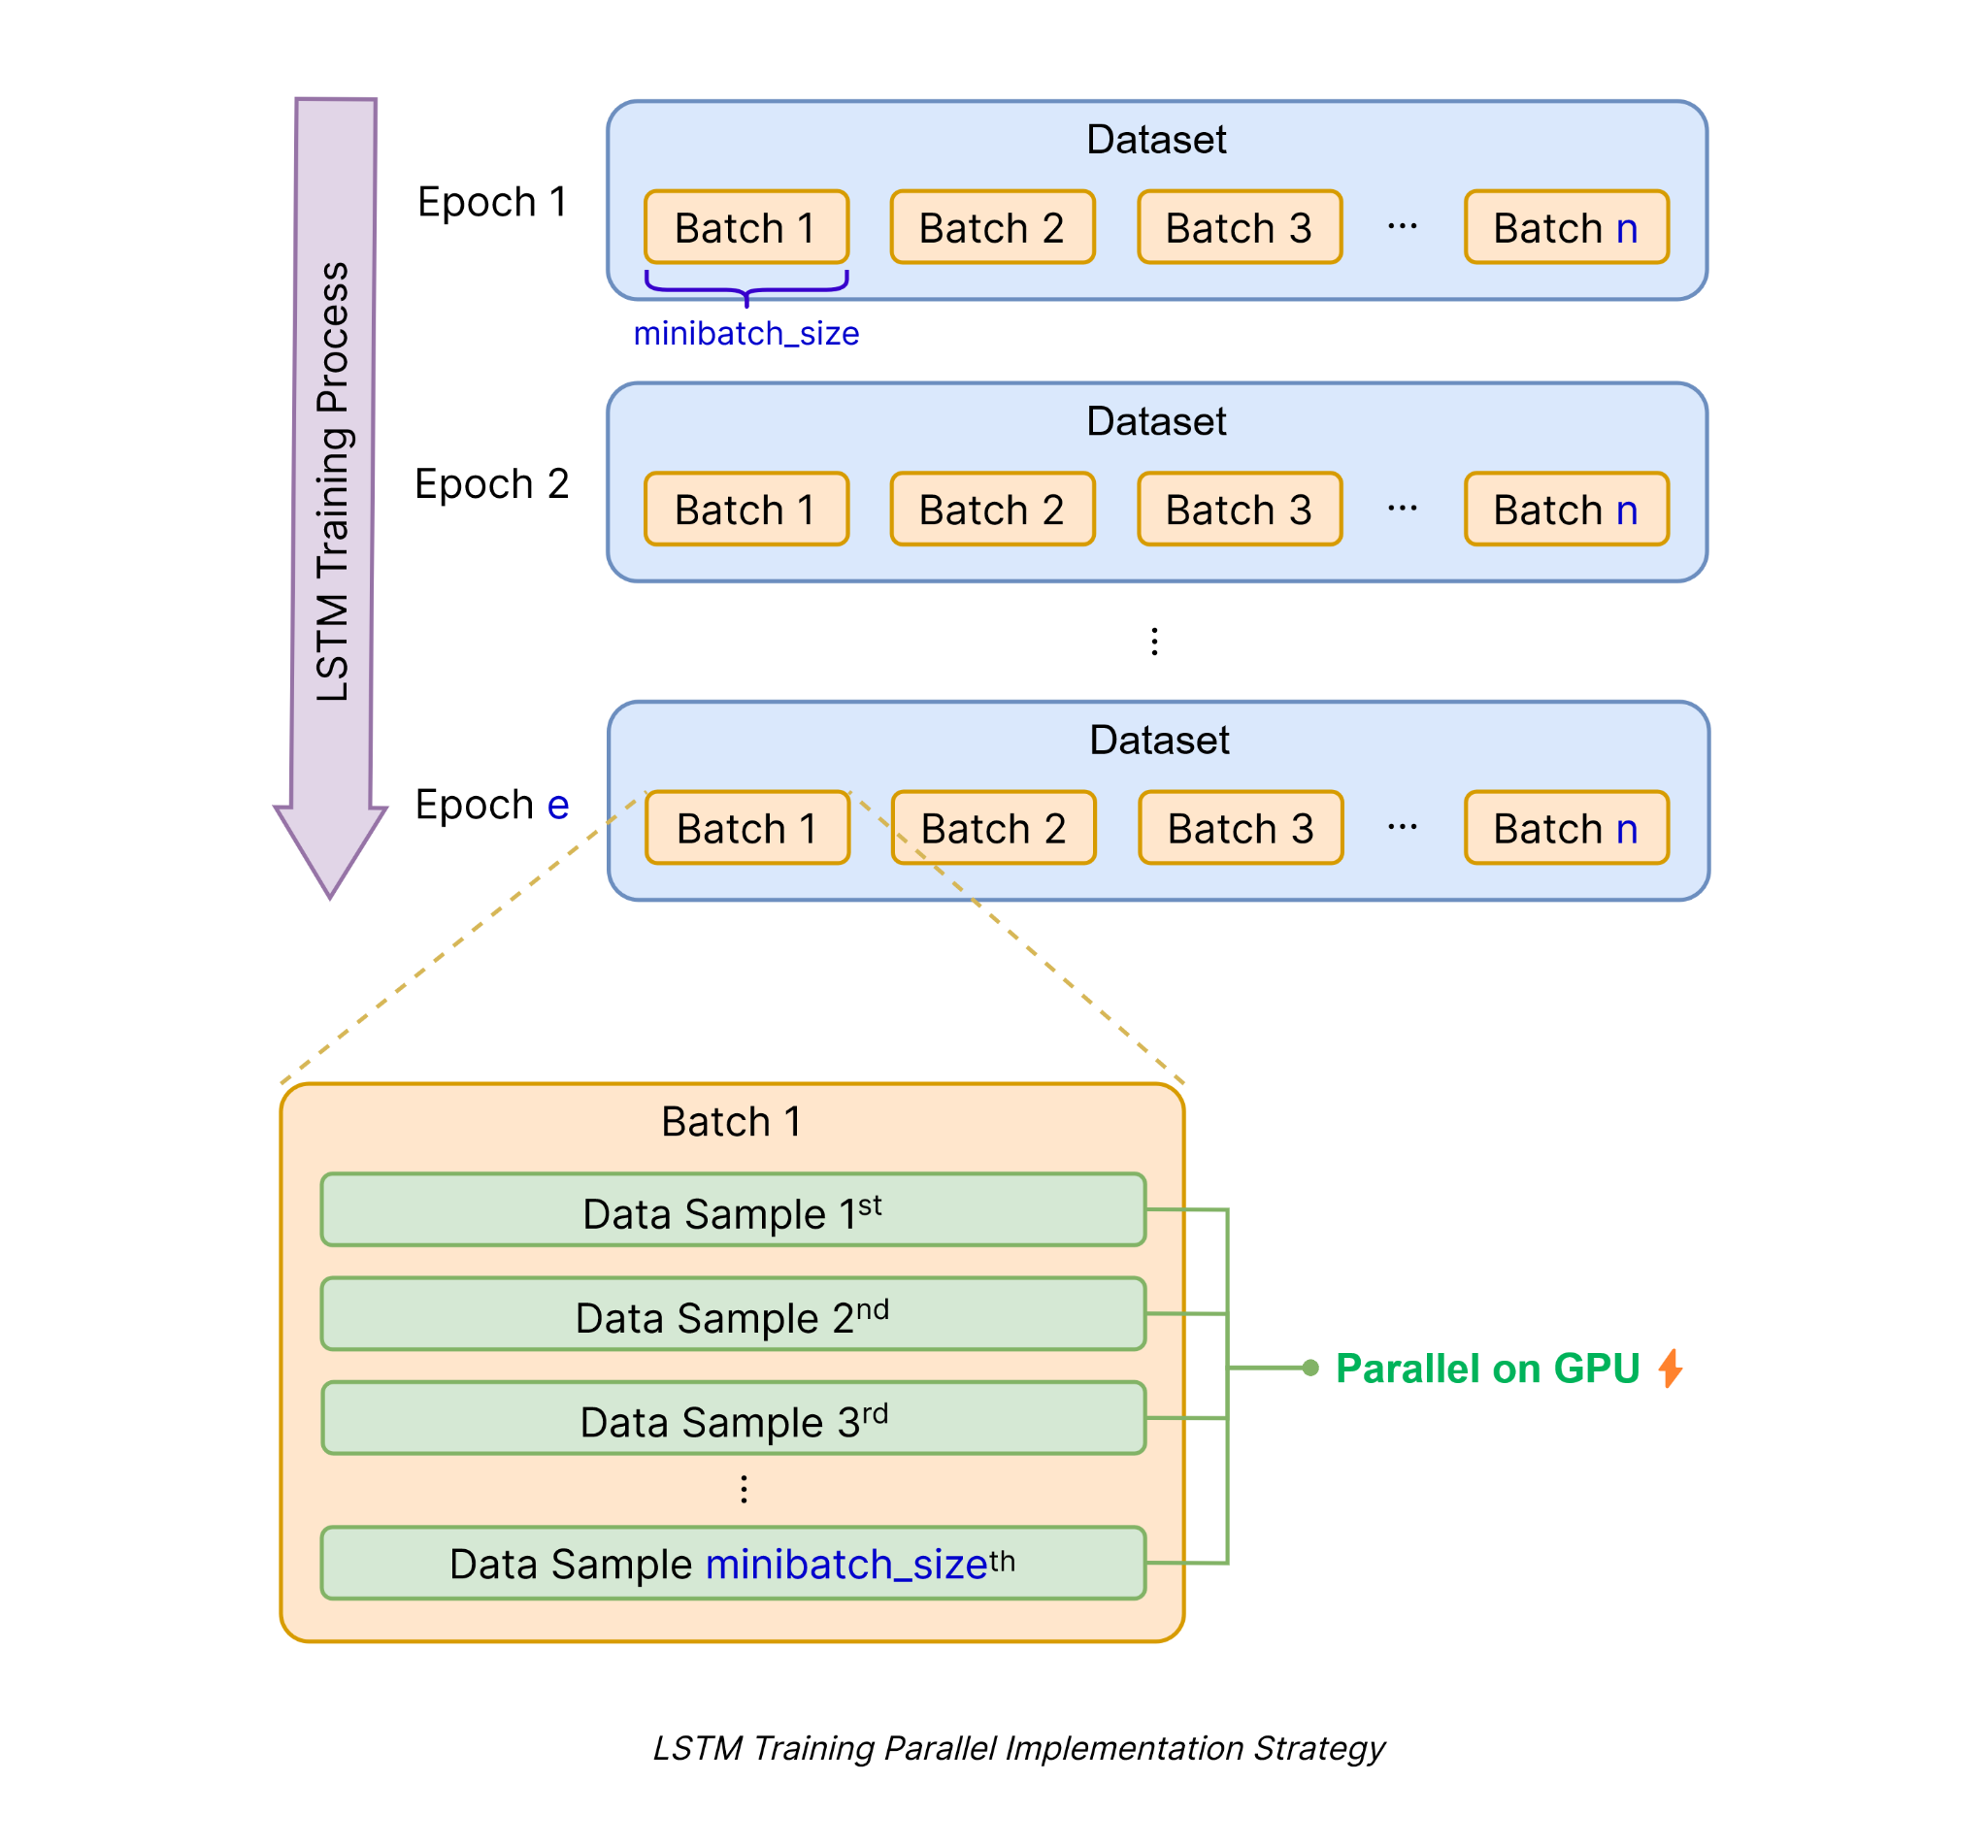 LSTM Training Process
Epoch 1
Dataset
Batch 1
Batch 2
Batch 3
...
Batch n
minibatch_size
Epoch 2
Dataset
Batch 1
Batch 2
Batch 3
...
Batch n
⋮
Epoch e
Dataset
Batch 1
Batch 2
Batch 3
...
Batch n
Batch 1
Data Sample 1st
Data Sample 2nd
Data Sample 3rd
⋮
Data Sample minibatch_sizeth
Parallel on GPU ⚡
LSTM Training Parallel Implementation Strategy